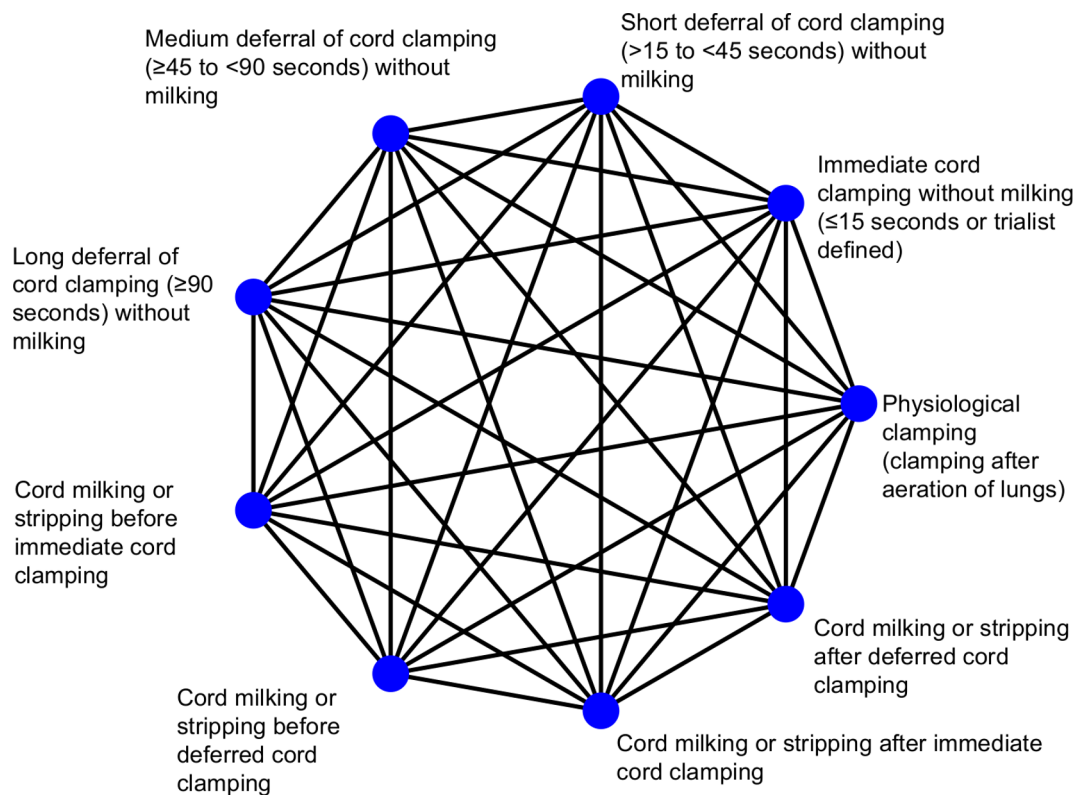 Medium deferral of cord clamping
(≥45 to <90 seconds) without
milking
Short deferral of cord clamping
(>15 to <45 seconds) without
milking
Immediate cord
clamping without milking
(≤15 seconds or trialist
defined)
Long deferral of
cord clamping (≥90
seconds) without
milking
Physiological
clamping
(clamping after
aeration of lungs)
Cord milking or
stripping before
immediate cord
clamping
Cord milking or stripping
after deferred cord
clamping
Cord milking or
stripping before
deferred cord
clamping
Cord milking or stripping after immediate
cord clamping